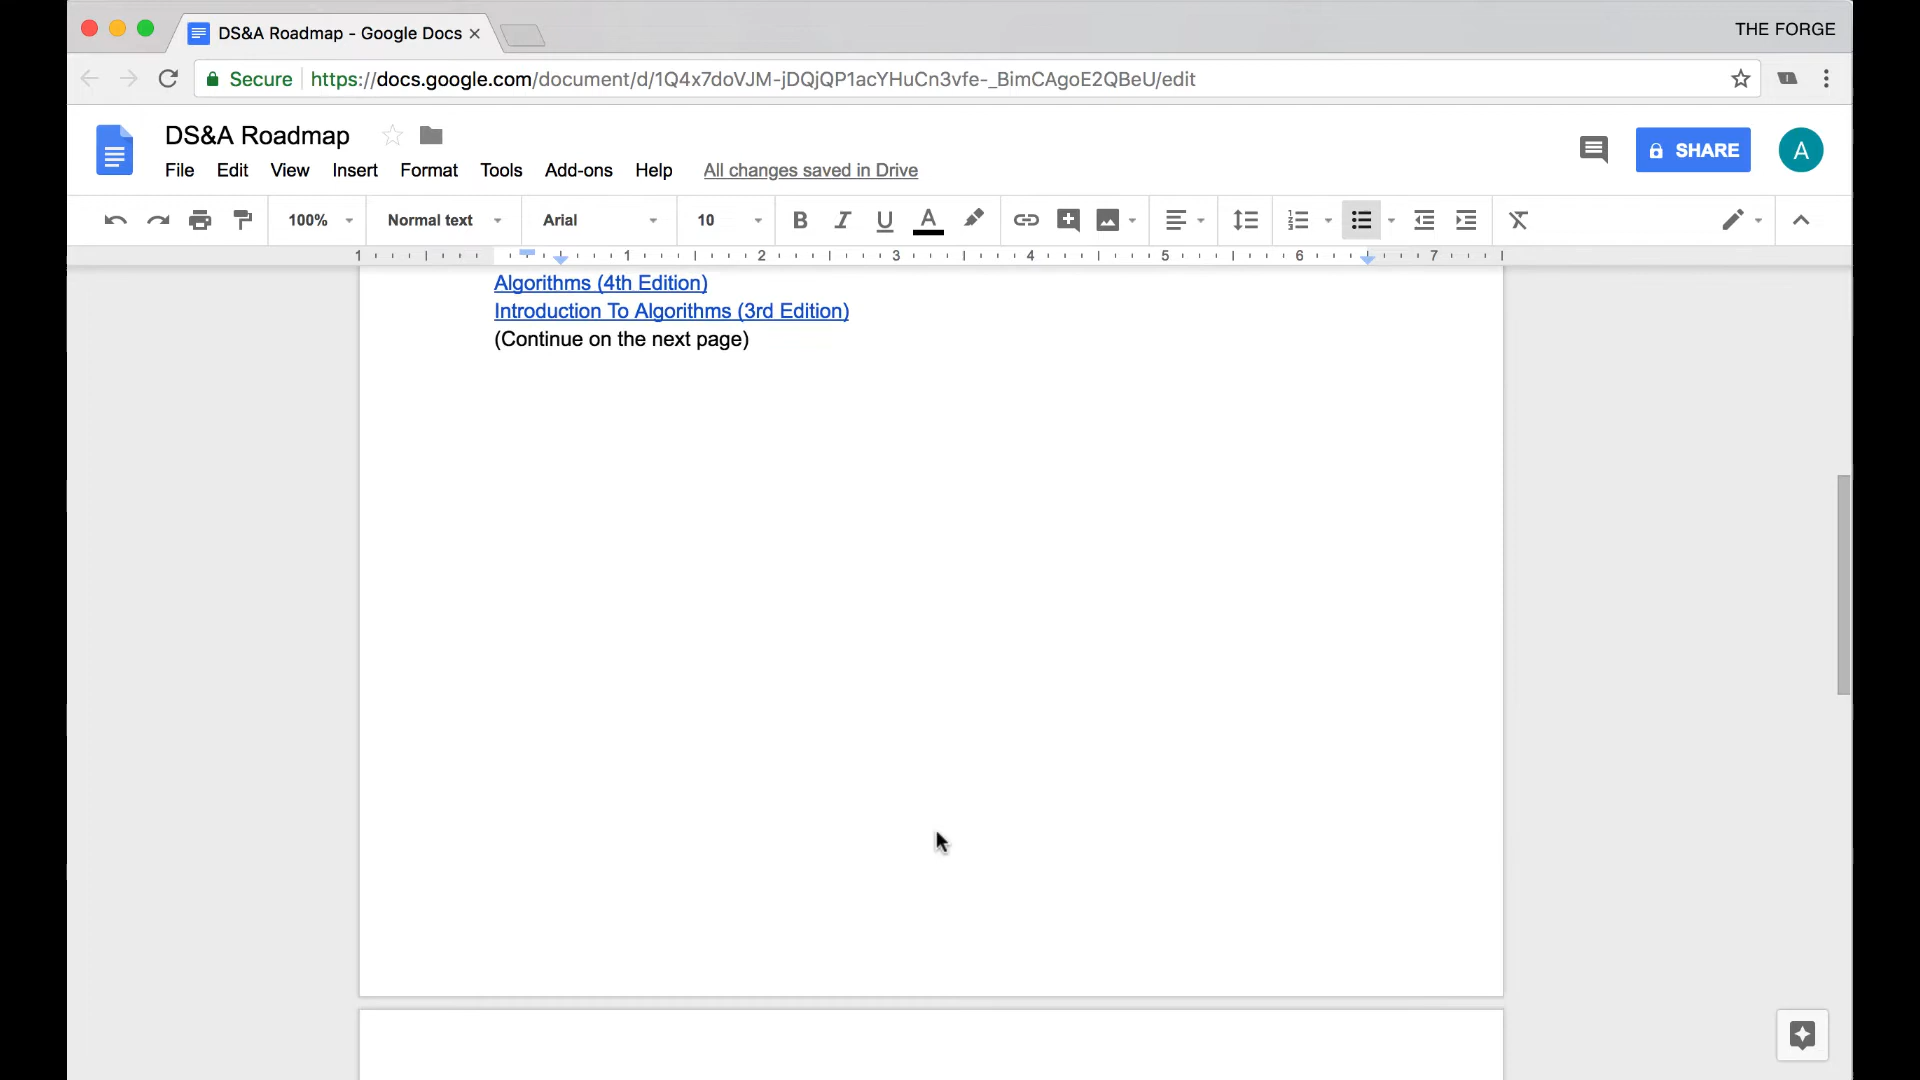 DS&A Roadmap - Google Docs
THE FORGE
Secure https://docs.google.com/document/d/1Q4x7doVJM-jDQjQP1acYHuCn3vfe-_BimCAgoE2QBeU/edit
DS&A Roadmap
File Edit View Insert Format Tools Add-ons Help All changes saved in Drive
SHARE
A
100% Normal text Arial 10 B I U A
1 1 2 3 4 5 6 7
Algorithms (4th Edition)
Introduction To Algorithms (3rd Edition)
(Continue on the next page)